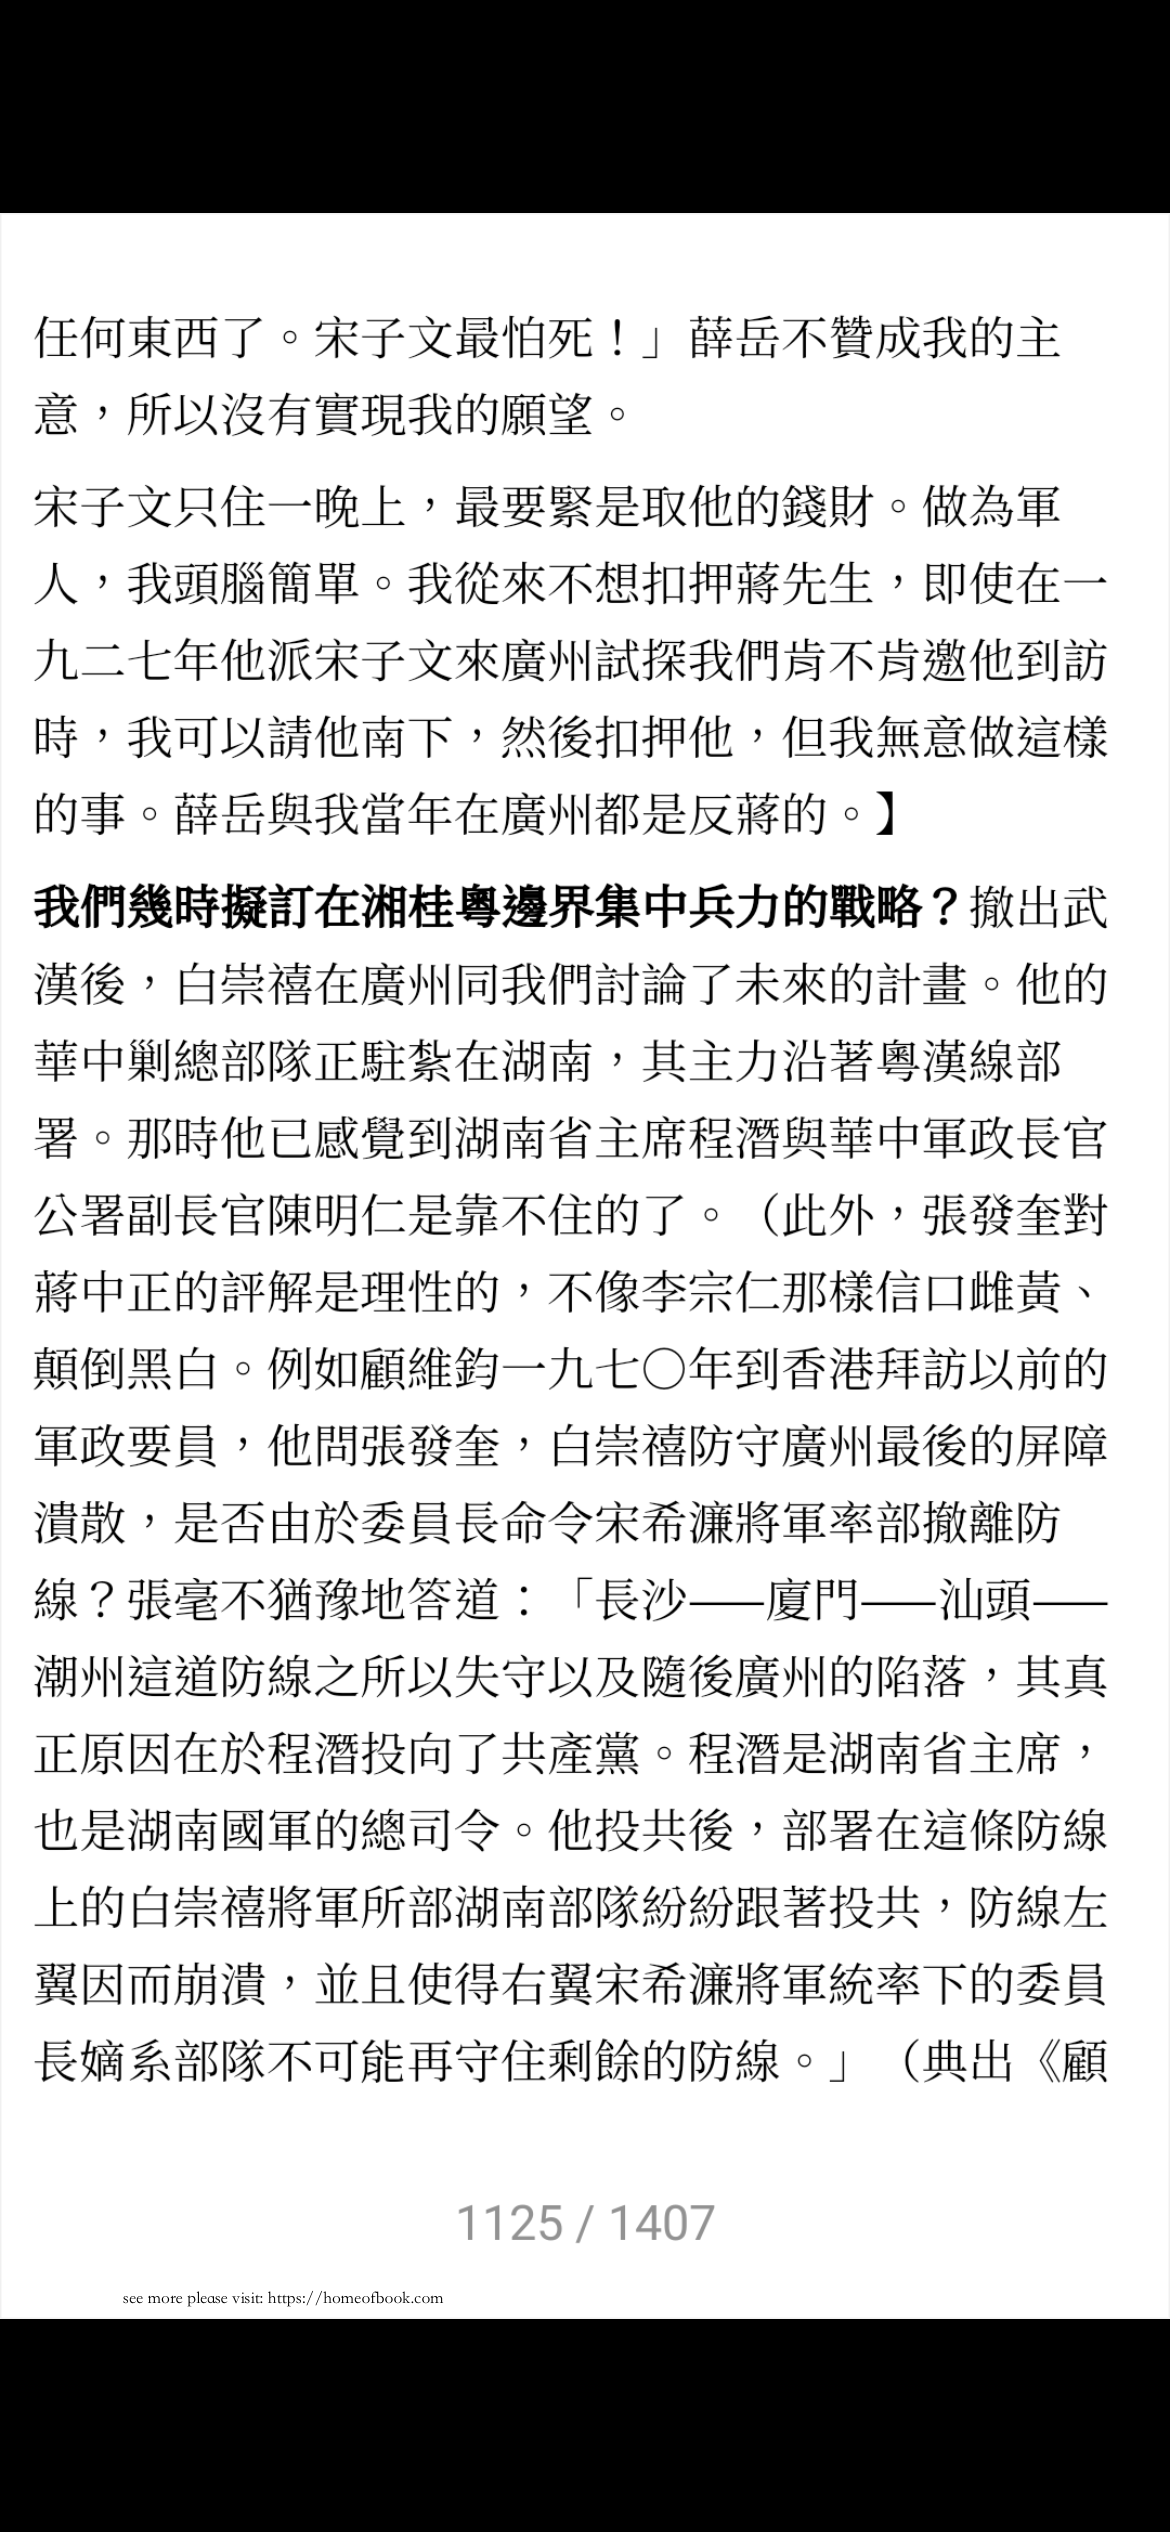 任何東西了。宋子文最怕死！」薛岳不贊成我的主
意，所以沒有實現我的願望。
宋子文只住一晚上，最要緊是取他的錢財。做為軍
人，我頭腦簡單。我從來不想扣押蔣先生，即使在一
九二七年他派宋子文來廣州試探我們肯不肯邀他到訪
時，我可以請他南下，然後扣押他，但我無意做這樣
的事。薛岳與我當年在廣州都是反蔣的。】
我們幾時擬訂在湘桂粵邊界集中兵力的戰略？撤出武
漢後，白崇禧在廣州同我們討論了未來的計畫。他的
華中剿總部隊正駐紮在湖南，其主力沿著粵漢線部
署。那時他已感覺到湖南省主席程潛與華中軍政長官
公署副長官陳明仁是靠不住的了。（此外，張發奎對
蔣中正的評解是理性的，不像李宗仁那樣信口雌黃、
顛倒黑白。例如顧維鈞一九七〇年到香港拜訪以前的
軍政要員，他問張發奎，白崇禧防守廣州最後的屏障
潰散，是否由於委員長命令宋希濂將軍率部撤離防
線？張毫不猶豫地答道：「長沙——廈門——汕頭——
潮州這道防線之所以失守以及隨後廣州的陷落，其真
正原因在於程潛投向了共產黨。程潛是湖南省主席，
也是湖南國軍的總司令。他投共後，部署在這條防線
上的白崇禧將軍所部湖南部隊紛紛跟著投共，防線左
翼因而崩潰，並且使得右翼宋希濂將軍統率下的委員
長嫡系部隊不可能再守住剩餘的防線。」（典出《顧
1125 / 1407
see more please visit: https://homeofbook.com